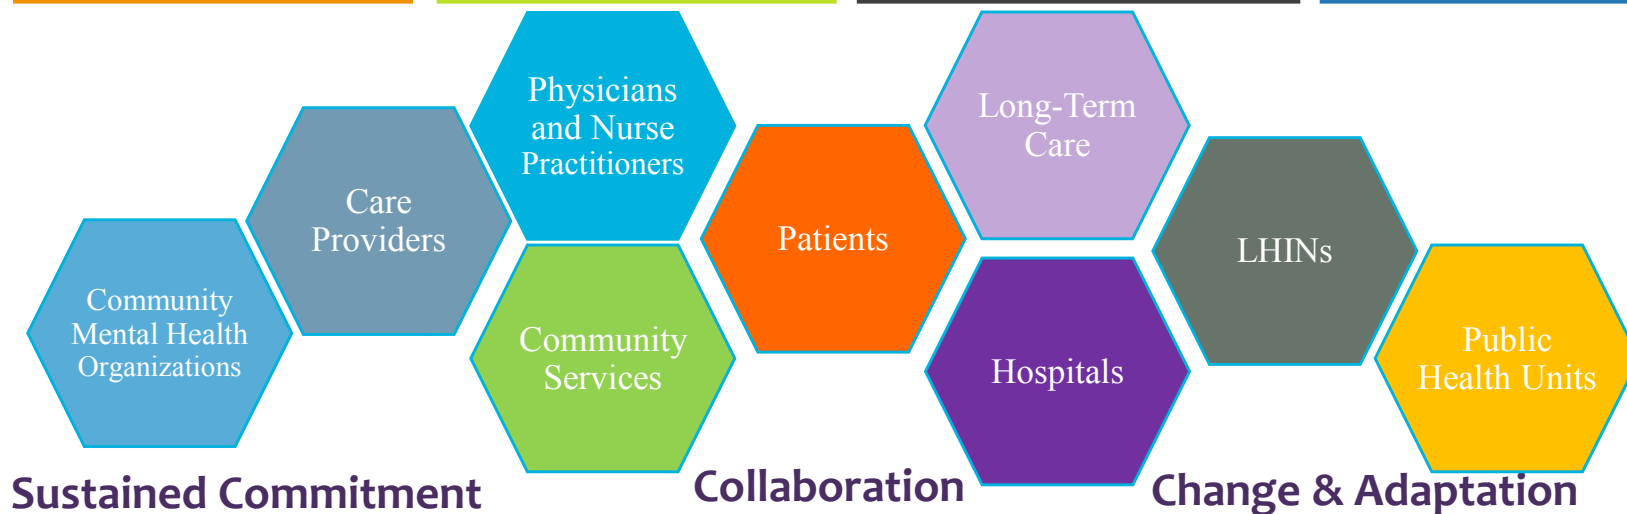 Community
Mental Health
Organizations
Care
Providers
Physicians
and Nurse
Practitioners
Community
Services
Patients
Long-Term
Care
Hospitals
LHINs
Public
Health Units
Sustained Commitment
Collaboration
Change & Adaptation